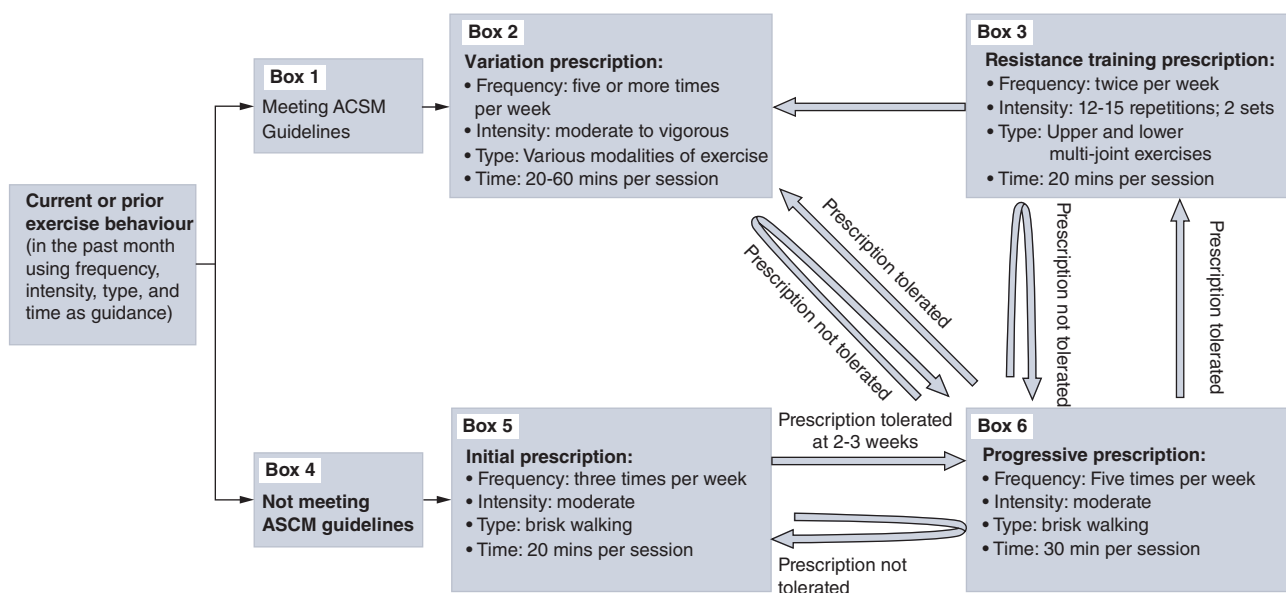 Current or prior
exercise behaviour
(in the past month
using frequency,
intensity, type, and
time as guidance)
Box 1
Meeting ACSM
Guidelines
Box 2
Variation prescription:
• Frequency: five or more times
per week
• Intensity: moderate to vigorous
• Type: Various modalities of exercise
• Time: 20-60 mins per session
Box 3
Resistance training prescription:
• Frequency: twice per week
• Intensity: 12-15 repetitions; 2 sets
• Type: Upper and lower
multi-joint exercises
• Time: 20 mins per session
Prescription tolerated
Prescription not tolerated
Prescription not tolerated
Prescription tolerated
Box 4
Not meeting
ASCM guidelines
Box 5
Initial prescription:
• Frequency: three times per week
• Intensity: moderate
• Type: brisk walking
• Time: 20 mins per session
Prescription tolerated
at 2-3 weeks
Prescription not
tolerated
Box 6
Progressive prescription:
• Frequency: Five times per week
• Intensity: moderate
• Type: brisk walking
• Time: 30 min per session